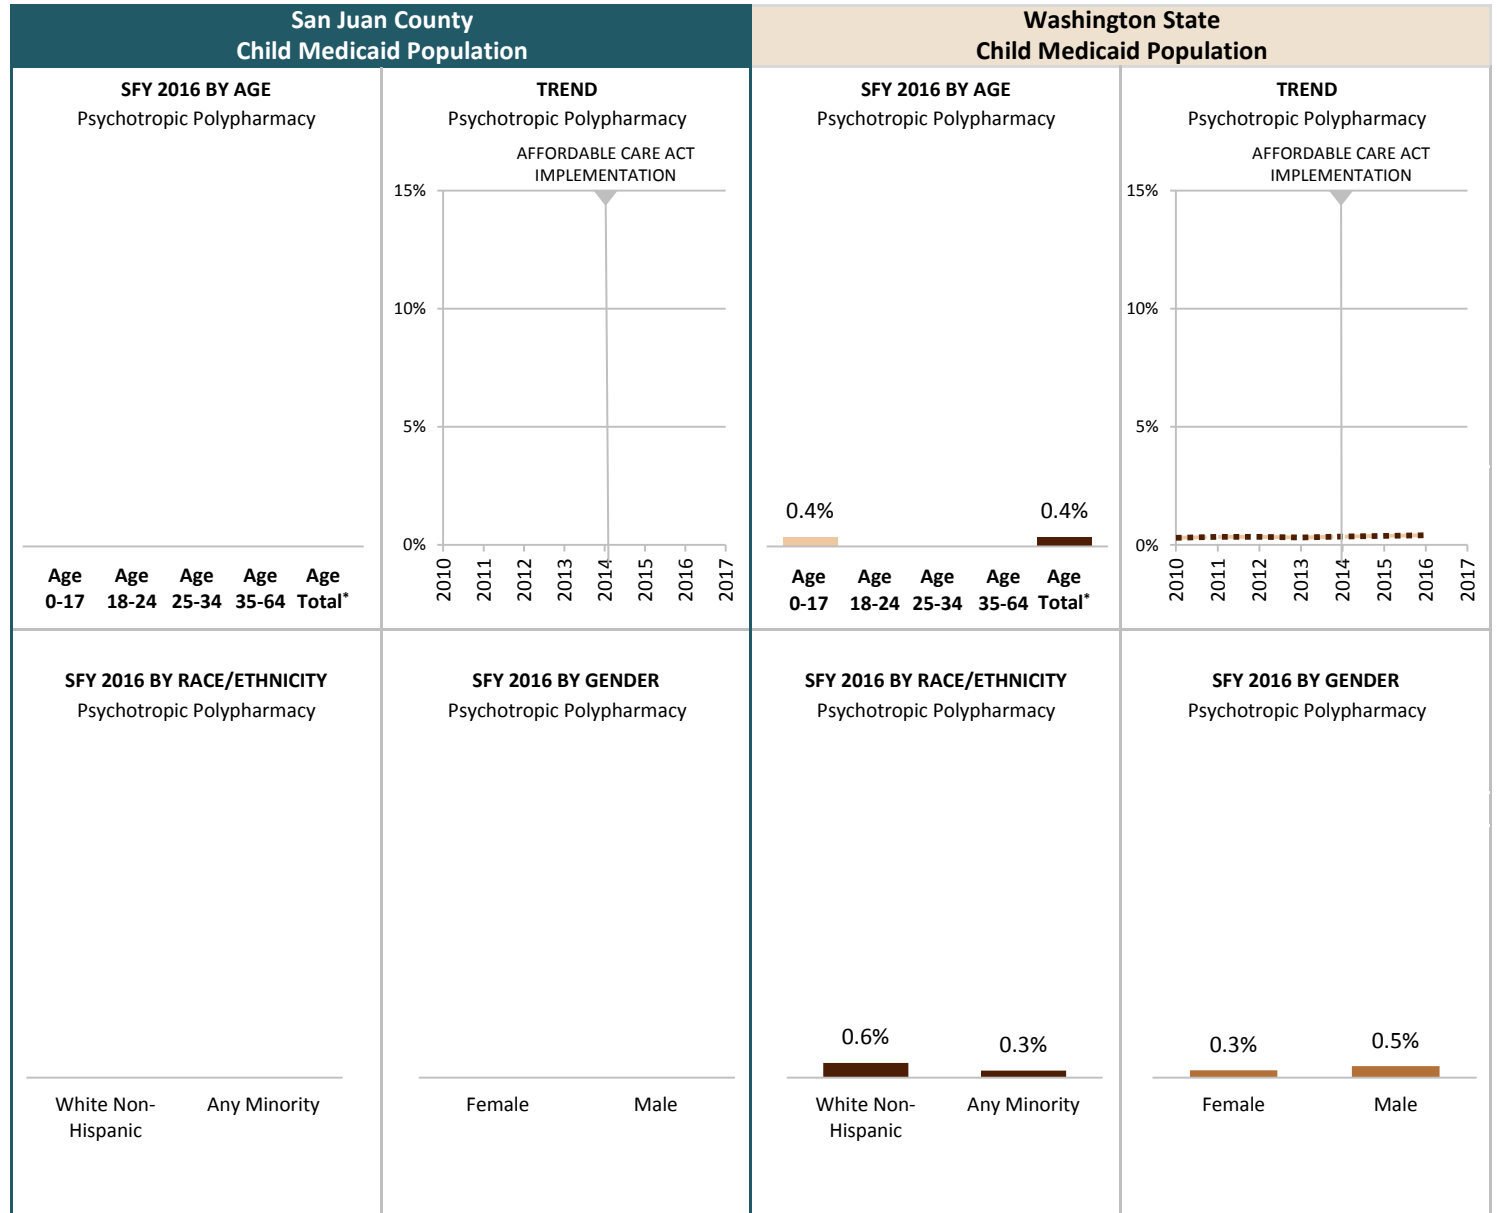 San Juan County
Child Medicaid Population
Washington State
Child Medicaid Population
SFY 2016 BY AGE
Psychotropic Polypharmacy
Age 0-17
Age 18-24
Age 25-34
Age 35-64
Age Total*
TREND
Psychotropic Polypharmacy
AFFORDABLE CARE ACT
IMPLEMENTATION
15%
10%
5%
0%
2010
2011
2012
2013
2014
2015
2016
2017
SFY 2016 BY AGE
Psychotropic Polypharmacy
0.4%
0.4%
Age 0-17
Age 18-24
Age 25-34
Age 35-64
Age Total*
TREND
Psychotropic Polypharmacy
AFFORDABLE CARE ACT
IMPLEMENTATION
15%
10%
5%
0%
2010
2011
2012
2013
2014
2015
2016
2017
SFY 2016 BY RACE/ETHNICITY
Psychotropic Polypharmacy
White Non-
Hispanic
Any Minority
SFY 2016 BY GENDER
Psychotropic Polypharmacy
Female
Male
SFY 2016 BY RACE/ETHNICITY
Psychotropic Polypharmacy
0.6%
0.3%
White Non-
Hispanic
Any Minority
SFY 2016 BY GENDER
Psychotropic Polypharmacy
0.3%
0.5%
Female
Male